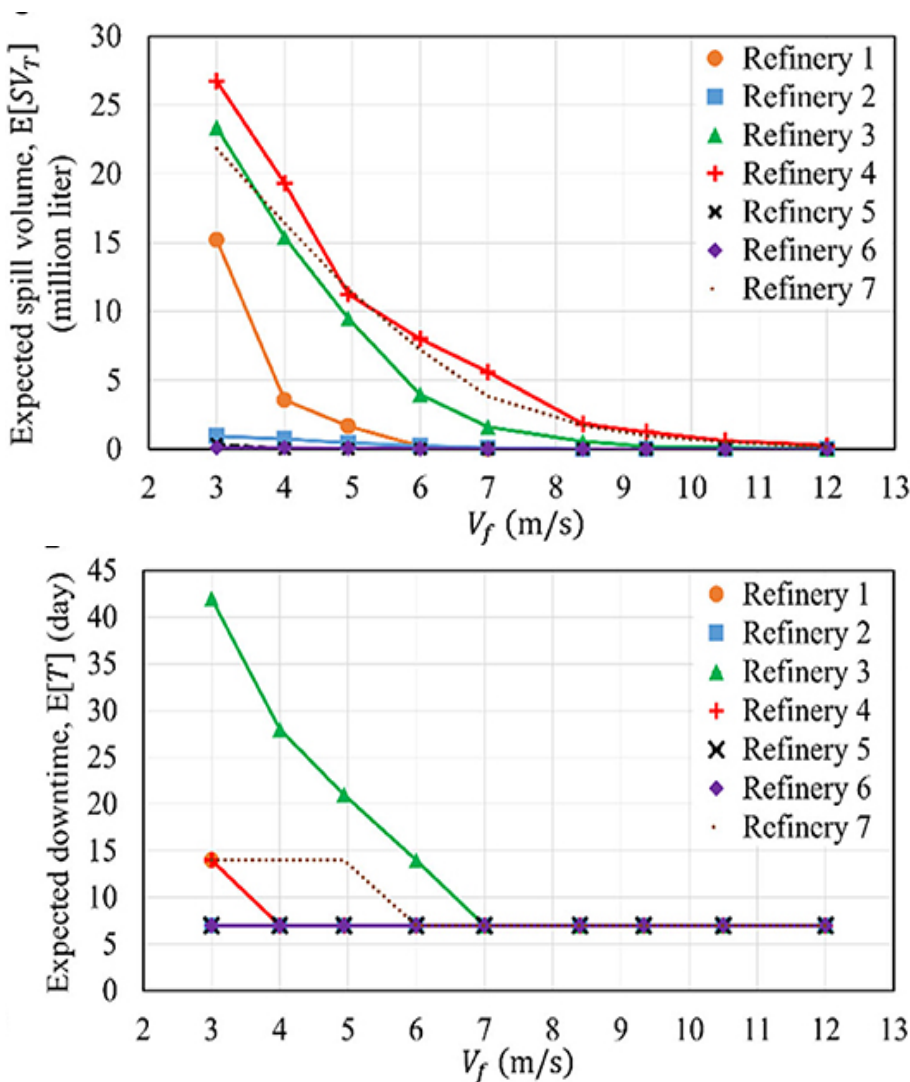 30
25
20
15
10
5
0
Expected spill volume, E[SV_T]
(million liter)
Refinery 1
Refinery 2
Refinery 3
Refinery 4
Refinery 5
Refinery 6
Refinery 7
2 3 4 5 6 7 8 9 10 11 12 13
V_f (m/s)
45
40
35
30
25
20
15
10
5
0
Expected downtime, E[T] (day)
Refinery 1
Refinery 2
Refinery 3
Refinery 4
Refinery 5
Refinery 6
Refinery 7
2 3 4 5 6 7 8 9 10 11 12 13
V_f (m/s)